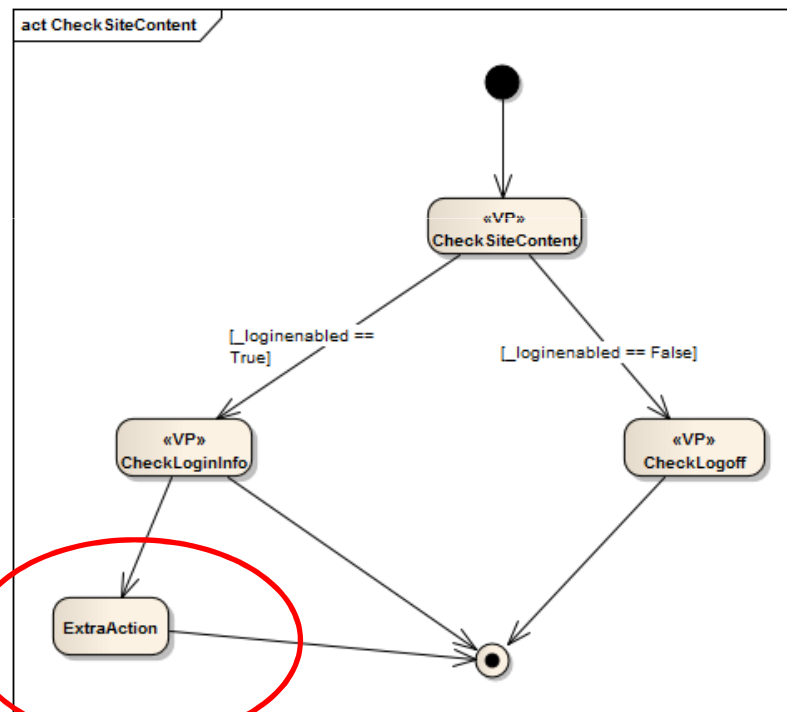 act CheckSiteContent
«VP»
CheckSiteContent
[_loginenabled ==
True]
[_loginenabled == False]
«VP»
CheckLoginInfo
«VP»
CheckLogoff
ExtraAction